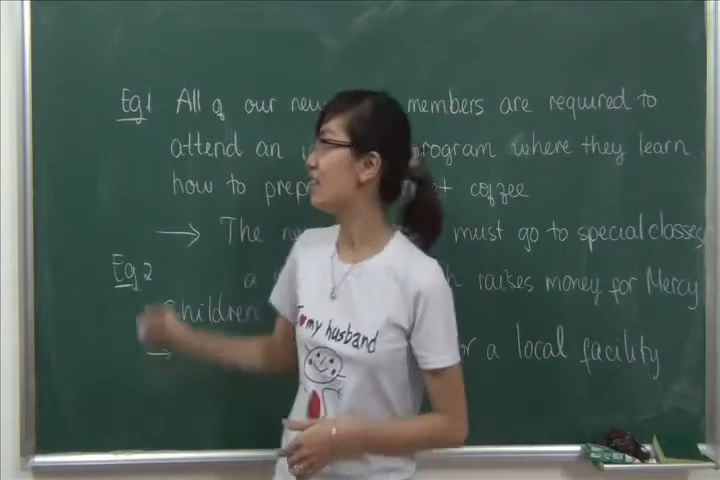 Eg1 All of our new members are required to
attend an program where they learn
how to coffee
→ The must go to special classes
Eg2 a raises money for Mercy
Children
for a local facility
I ♥ my husband